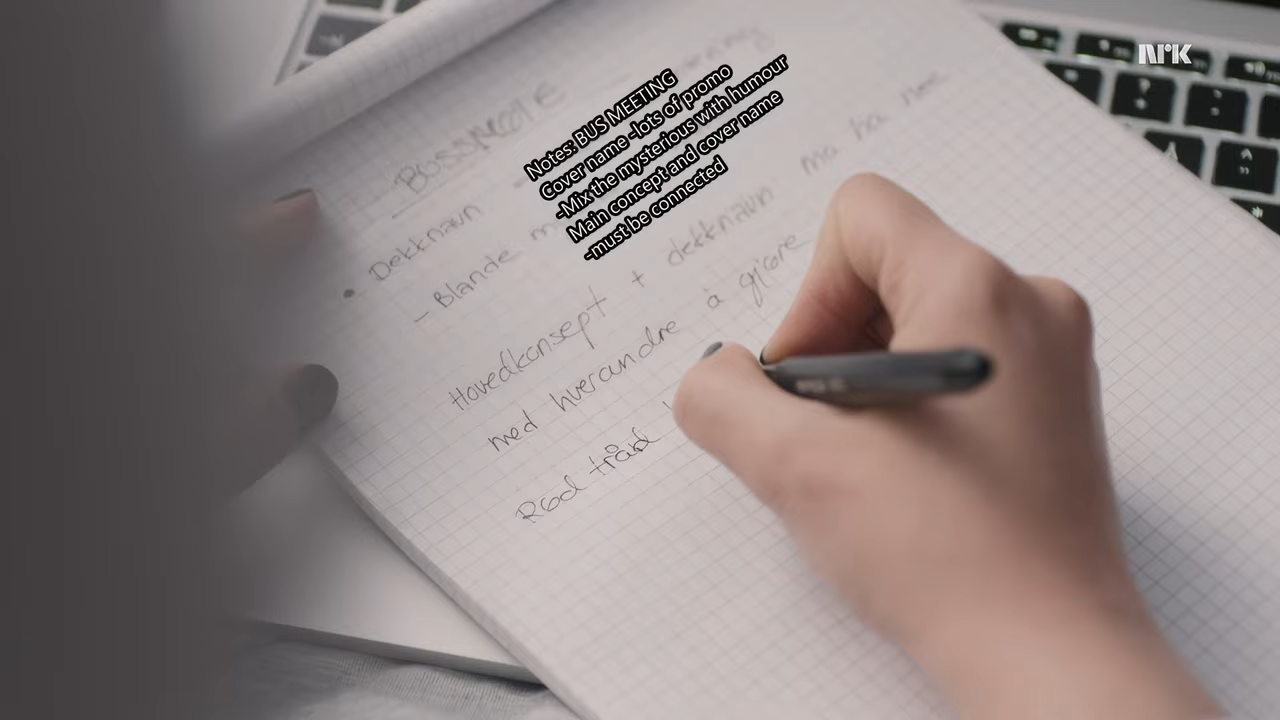 NRK
BUSSMØTE
Notes: BUS MEETING
Cover name -lots of promo
-Mix the mysterious with humour
Main concept and cover name
-must be connected
• Dekknavn
- Blande
Hovedkonsept + dekknavn må ha noe
med hverandre å gjøre
Rød tråd